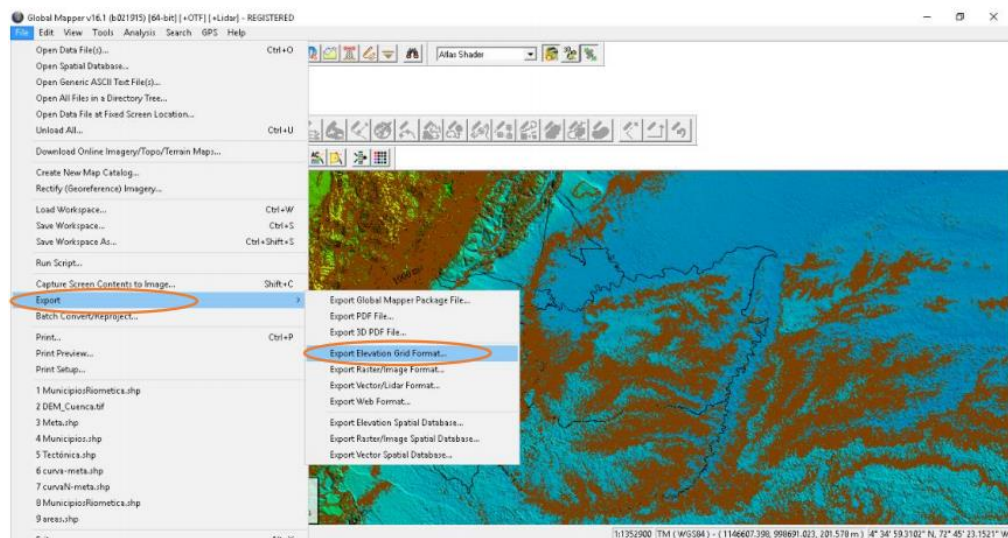 Global Mapper v16.1 (b021915) [64-bit] [+OTF] [+Lidar] - REGISTERED
File Edit View Tools Analysis Search GPS Help
Open Data File(s)... Ctrl+O
Open Spatial Database...
Open Generic ASCII Text File(s)...
Open All Files in a Directory Tree...
Open Data File at Fixed Screen Location...
Unload All... Ctrl+U
Download Online Imagery/Topo/Terrain Maps...
Create New Map Catalog...
Rectify (Georeference) Imagery...
Load Workspace... Ctrl+W
Save Workspace... Ctrl+S
Save Workspace As... Ctrl+Shift+S
Run Script...
Capture Screen Contents to Image... Shift+C
Export
Batch Convert/Reproject...
Print... Ctrl+P
Print Preview...
Print Setup...
1 MunicipiosRiometica.shp
2 DEM_Cuenca.tif
3 Meta.shp
4 Municipios.shp
5 Tectónica.shp
6 curva-meta.shp
7 curvaN-meta.shp
8 MunicipiosRiometica.shp
9 areas.shp
Atlas Shader
1000 m
Export Global Mapper Package File...
Export PDF File...
Export 3D PDF File...
Export Elevation Grid Format...
Export Raster/Image Format...
Export Vector/Lidar Format...
Export Web Format...
Export Elevation Spatial Database...
Export Raster/Image Spatial Database...
Export Vector Spatial Database...
1:1352900 TM (WGS84) - ( 1146607.398, 998691.023, 201.578 m ) 4° 34' 59.3102" N, 72° 45' 23.1521" W